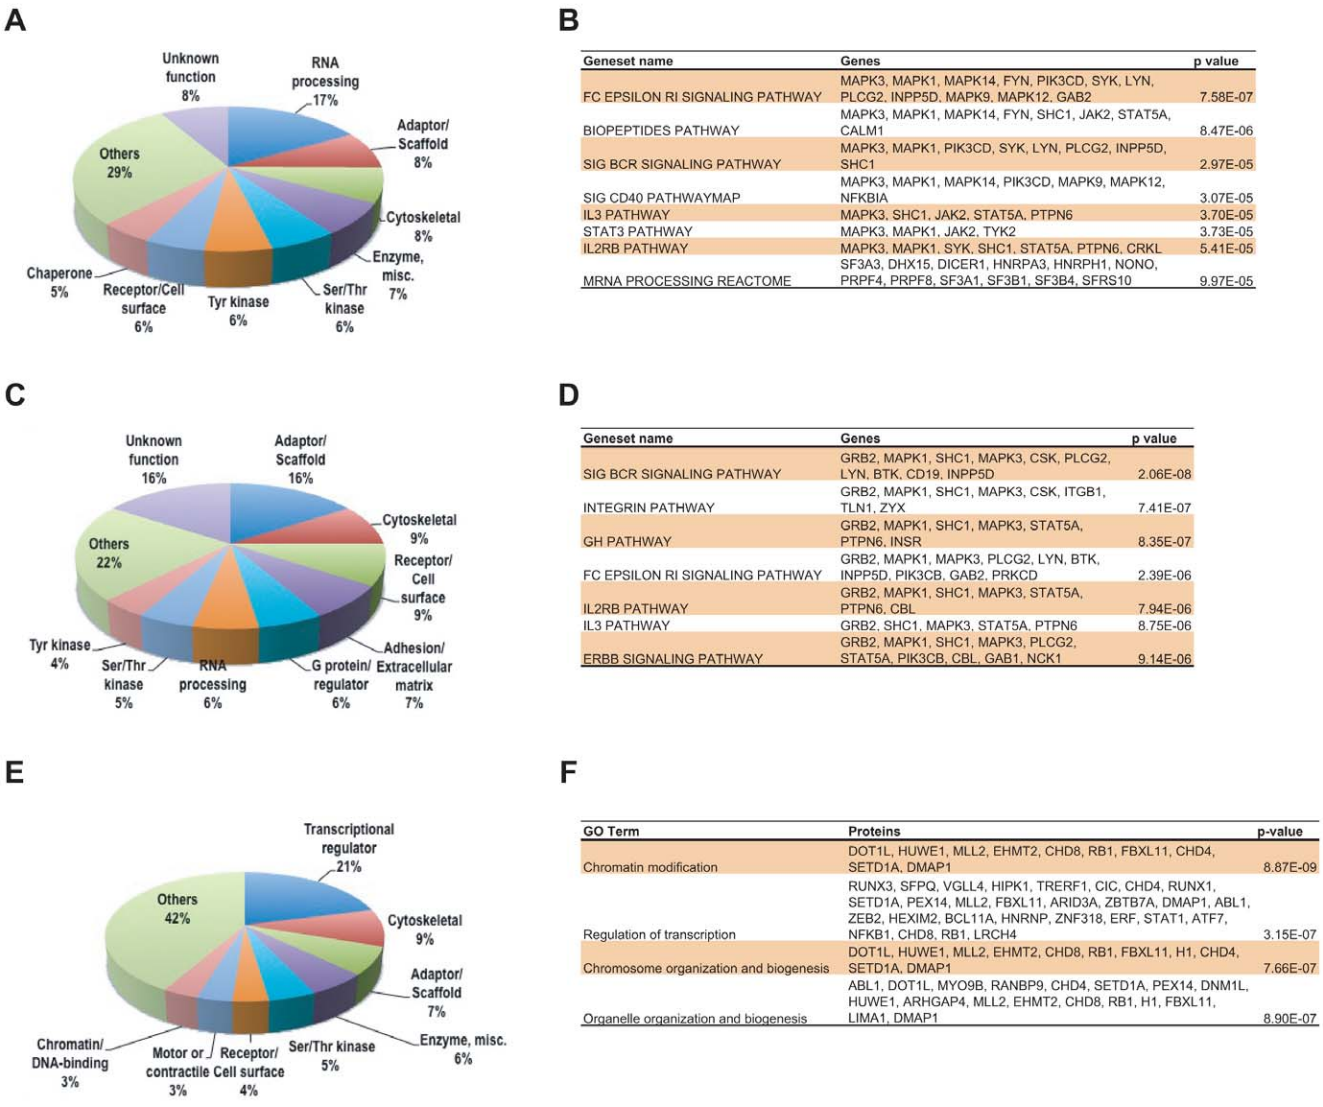 A
Unknown
function
8%
RNA
processing
17%
Adaptor/
Scaffold
8%
Others
29%
Cytoskeletal
8%
Enzyme,
misc.
7%
Chaperone
5%
Receptor/Cell
surface
6%
Tyr kinase
6%
Ser/Thr
kinase
6%
B
Geneset name Genes p value
MAPK3, MAPK1, MAPK14, FYN, PIK3CD, SYK, LYN,
FC EPSILON RI SIGNALING PATHWAY PLCG2, INPP5D, MAPK9, MAPK12, GAB2 7.58E-07
MAPK3, MAPK1, MAPK14, FYN, SHC1, JAK2, STAT5A,
BIOPEPTIDES PATHWAY CALM1 8.47E-06
MAPK3, MAPK1, PIK3CD, SYK, LYN, PLCG2, INPP5D,
SIG BCR SIGNALING PATHWAY SHC1 2.97E-05
MAPK3, MAPK1, MAPK14, PIK3CD, MAPK9, MAPK12,
SIG CD40 PATHWAYMAP NFKBIA 3.07E-05
IL3 PATHWAY MAPK3, SHC1, JAK2, STAT5A, PTPN6 3.70E-05
STAT3 PATHWAY MAPK3, MAPK1, JAK2, TYK2 3.73E-05
IL2RB PATHWAY MAPK3, MAPK1, SYK, SHC1, STAT5A, PTPN6, CRKL 5.41E-05
SF3A3, DHX15, DICER1, HNRPA3, HNRPH1, NONO,
MRNA PROCESSING REACTOME PRPF4, PRPF8, SF3A1, SF3B1, SF3B4, SFRS10 9.97E-05
C
Unknown
function
16%
Adaptor/
Scaffold
16%
Cytoskeletal
9%
Others
22%
Receptor/
Cell
surface
9%
Tyr kinase
4%
Ser/Thr
kinase
5%
RNA
processing
6%
G protein/
regulator
6%
Adhesion/
Extracellular
matrix
7%
D
Geneset name Genes p value
GRB2, MAPK1, SHC1, MAPK3, CSK, PLCG2,
SIG BCR SIGNALING PATHWAY LYN, BTK, CD19, INPP5D 2.06E-08
GRB2, MAPK1, SHC1, MAPK3, CSK, ITGB1,
INTEGRIN PATHWAY TLN1, ZYX 7.41E-07
GRB2, MAPK1, SHC1, MAPK3, STAT5A,
GH PATHWAY PTPN6, INSR 8.35E-07
GRB2, MAPK1, MAPK3, PLCG2, LYN, BTK,
FC EPSILON RI SIGNALING PATHWAY INPP5D, PIK3CB, GAB2, PRKCD 2.39E-06
GRB2, MAPK1, SHC1, MAPK3, STAT5A,
IL2RB PATHWAY PTPN6, CBL 7.94E-06
IL3 PATHWAY GRB2, SHC1, MAPK3, STAT5A, PTPN6 8.75E-06
GRB2, MAPK1, SHC1, MAPK3, PLCG2,
ERBB SIGNALING PATHWAY STAT5A, PIK3CB, CBL, GAB1, NCK1 9.14E-06
E
Transcriptional
regulator
21%
Others
42%
Cytoskeletal
9%
Adaptor/
Scaffold
7%
Enzyme, misc.
6%
Ser/Thr kinase
5%
Receptor/
Cell surface
4%
Motor or
contractile
3%
Chromatin/
DNA-binding
3%
F
GO Term Proteins p-value
DOT1L, HUWE1, MLL2, EHMT2, CHD8, RB1, FBXL11, CHD4,
Chromatin modification SETD1A, DMAP1 8.87E-09
RUNX3, SFPQ, VGLL4, HIPK1, TRERF1, CIC, CHD4, RUNX1,
SETD1A, PEX14, MLL2, FBXL11, ARID3A, ZBTB7A, DMAP1, ABL1,
ZEB2, HEXIM2, BCL11A, HNRNP, ZNF318, ERF, STAT1, ATF7,
Regulation of transcription NFKB1, CHD8, RB1, LRCH4 3.15E-07
DOT1L, HUWE1, MLL2, EHMT2, CHD8, RB1, FBXL11, H1, CHD4,
Chromosome organization and biogenesis SETD1A, DMAP1 7.66E-07
ABL1, DOT1L, MYO9B, RANBP9, CHD4, SETD1A, PEX14, DNM1L,
HUWE1, ARHGAP4, MLL2, EHMT2, CHD8, RB1, H1, FBXL11,
Organelle organization and biogenesis LIMA1, DMAP1 8.90E-07